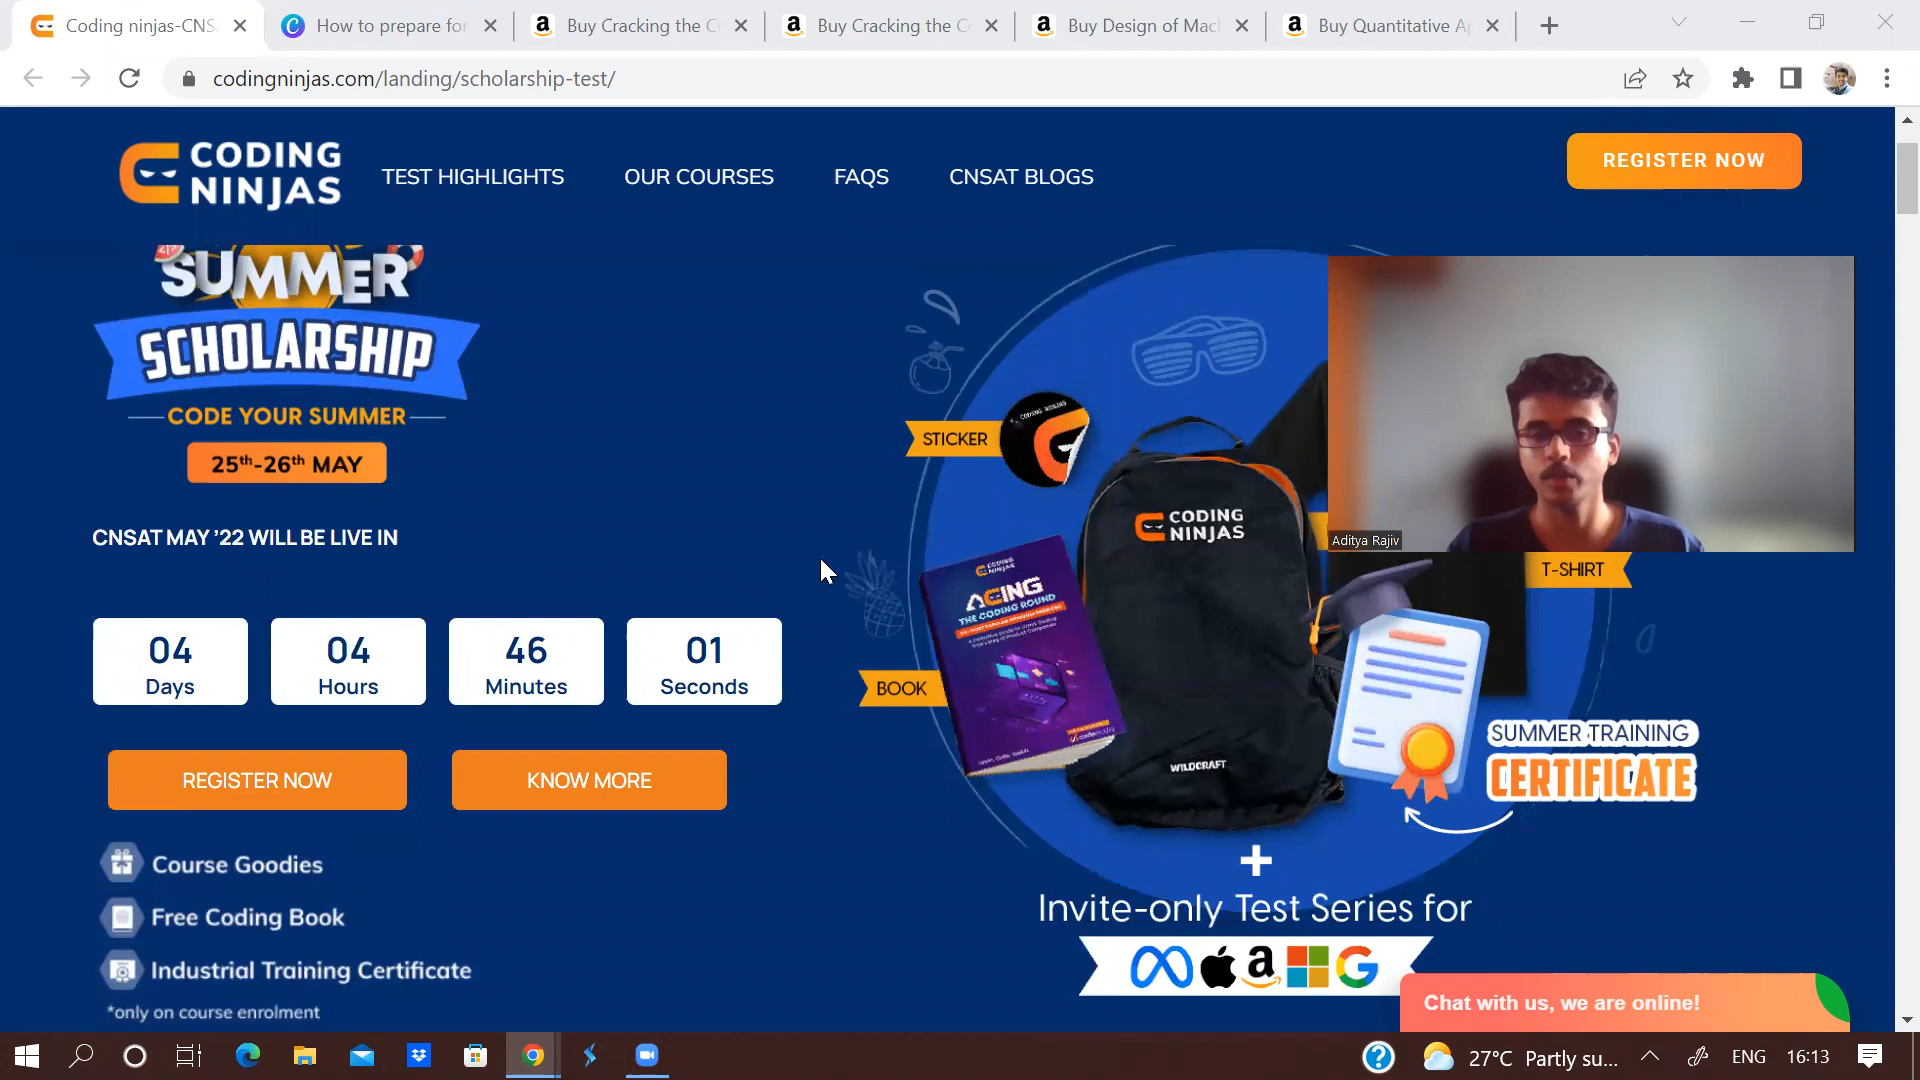 Coding ninjas-CNS
How to prepare for
Buy Cracking the C
Buy Cracking the C
Buy Design of Mac
Buy Quantitative A
codingninjas.com/landing/scholarship-test/
CODING
NINJAS
TEST HIGHLIGHTS
OUR COURSES
FAQS
CNSAT BLOGS
REGISTER NOW
SUMMER
SCHOLARSHIP
CODE YOUR SUMMER
25th-26th MAY
CNSAT MAY ’22 WILL BE LIVE IN
04
Days
04
Hours
46
Minutes
01
Seconds
REGISTER NOW
KNOW MORE
Course Goodies
Free Coding Book
Industrial Training Certificate
*only on course enrolment
STICKER
CODING NINJAS
CODING
NINJAS
WILDCRAFT
BOOK
CODING
NINJAS
ACING
THE CODING ROUND
Aditya Rajiv
T-SHIRT
SUMMER TRAINING
CERTIFICATE
+
Invite-only Test Series for
Chat with us, we are online!
27°C Partly su...
ENG
16:13